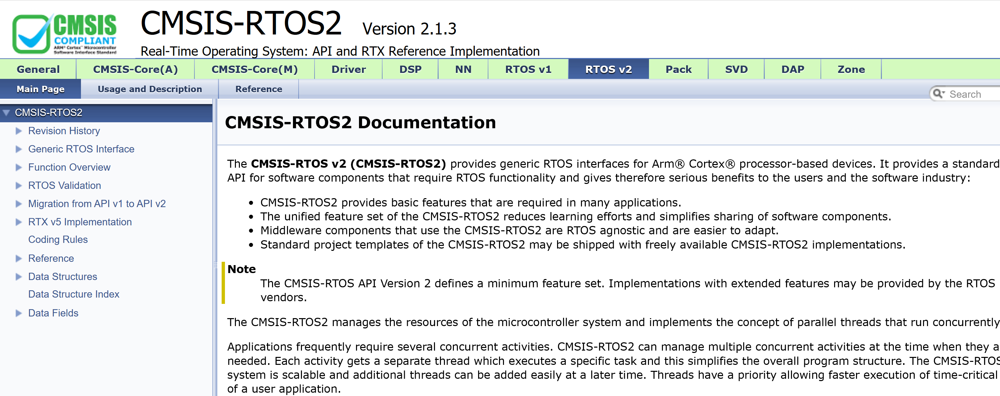 CMSIS
COMPLIANT
ARM® Cortex™ Microcontroller
Software Interface Standard
CMSIS-RTOS2 Version 2.1.3
Real-Time Operating System: API and RTX Reference Implementation
General CMSIS-Core(A) CMSIS-Core(M) Driver DSP NN RTOS v1 RTOS v2 Pack SVD DAP Zone
Main Page Usage and Description Reference
Search
CMSIS-RTOS2
Revision History
Generic RTOS Interface
Function Overview
RTOS Validation
Migration from API v1 to API v2
RTX v5 Implementation
Coding Rules
Reference
Data Structures
Data Structure Index
Data Fields
CMSIS-RTOS2 Documentation
The CMSIS-RTOS v2 (CMSIS-RTOS2) provides generic RTOS interfaces for Arm® Cortex® processor-based devices. It provides a standard
API for software components that require RTOS functionality and gives therefore serious benefits to the users and the software industry:
• CMSIS-RTOS2 provides basic features that are required in many applications.
• The unified feature set of the CMSIS-RTOS2 reduces learning efforts and simplifies sharing of software components.
• Middleware components that use the CMSIS-RTOS2 are RTOS agnostic and are easier to adapt.
• Standard project templates of the CMSIS-RTOS2 may be shipped with freely available CMSIS-RTOS2 implementations.
Note
The CMSIS-RTOS API Version 2 defines a minimum feature set. Implementations with extended features may be provided by the RTOS
vendors.
The CMSIS-RTOS2 manages the resources of the microcontroller system and implements the concept of parallel threads that run concurrently
Applications frequently require several concurrent activities. CMSIS-RTOS2 can manage multiple concurrent activities at the time when they a
needed. Each activity gets a separate thread which executes a specific task and this simplifies the overall program structure. The CMSIS-RTOS
system is scalable and additional threads can be added easily at a later time. Threads have a priority allowing faster execution of time-critical
of a user application.